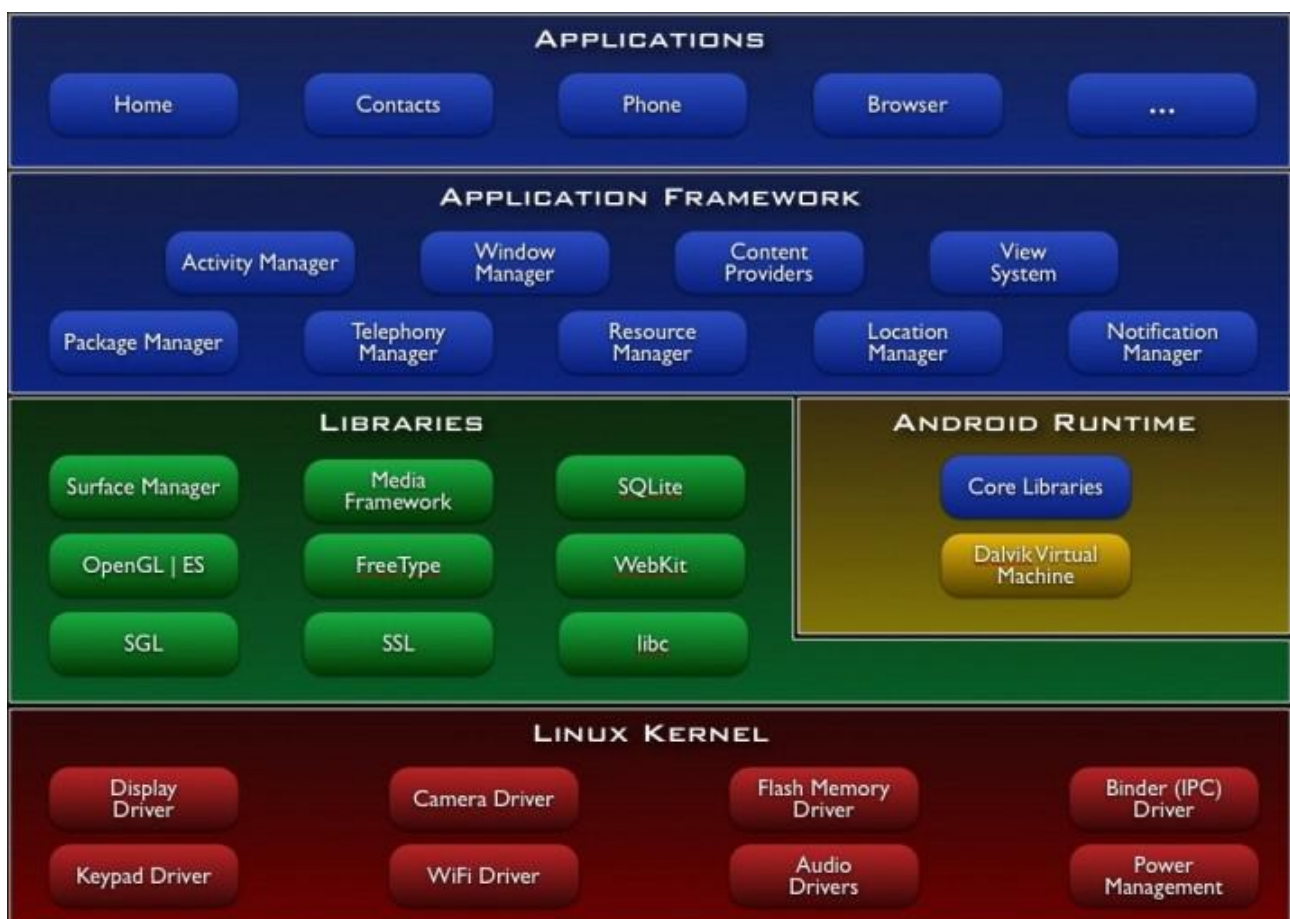 APPLICATIONS
Home
Contacts
Phone
Browser
...
APPLICATION FRAMEWORK
Activity Manager
Window
Manager
Content
Providers
View
System
Package Manager
Telephony
Manager
Resource
Manager
Location
Manager
Notification
Manager
LIBRARIES
Surface Manager
Media
Framework
SQLite
OpenGL | ES
FreeType
WebKit
SGL
SSL
libc
ANDROID RUNTIME
Core Libraries
Dalvik Virtual
Machine
LINUX KERNEL
Display
Driver
Camera Driver
Flash Memory
Driver
Binder (IPC)
Driver
Keypad Driver
WiFi Driver
Audio
Drivers
Power
Management